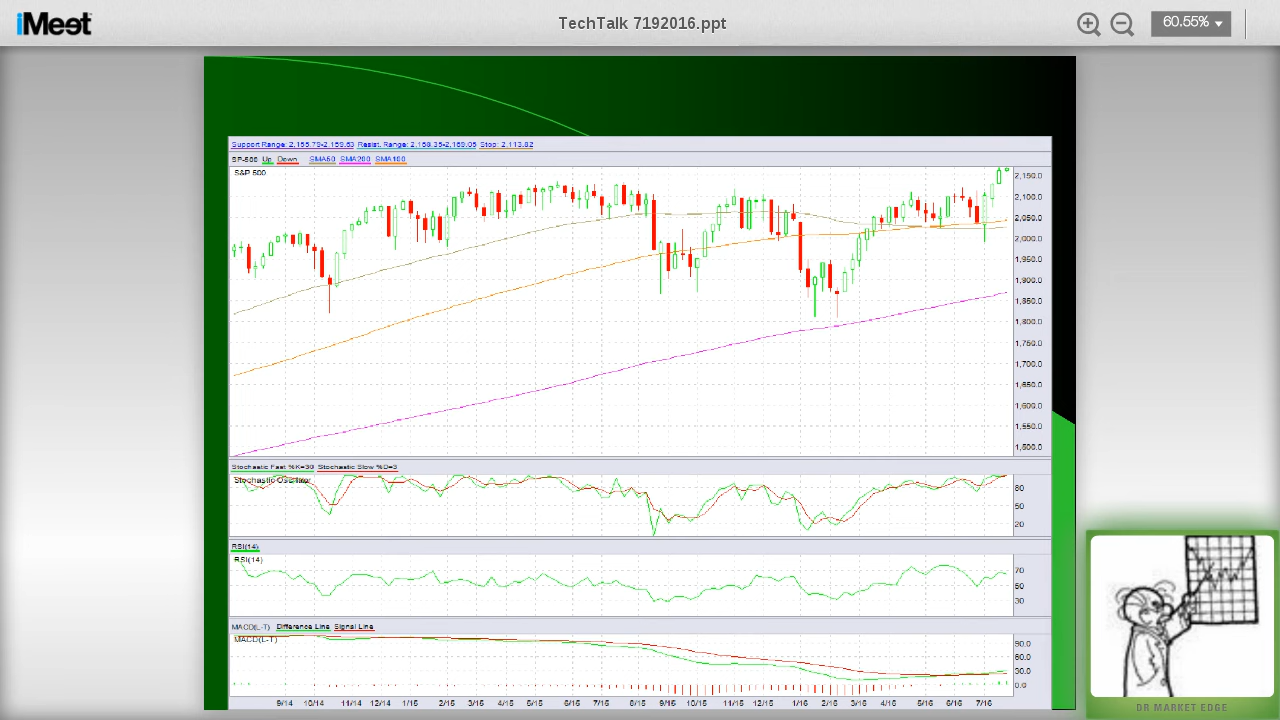 iMeet
TechTalk 7192016.ppt
60.55%
Support Range: 2,155.79-2,159.63 Resist. Range: 2,168.35-2,169.05 Stop: 2,113.82
SP-500 Up Down SMA50 SMA200 SMA100
S&P 500
2,150.0
2,100.0
2,050.0
2,000.0
1,950.0
1,900.0
1,850.0
1,800.0
1,750.0
1,700.0
1,650.0
1,600.0
1,550.0
1,500.0
Stochastic Fast %K=30 Stochastic Slow %D=3
Stochastic Oscillator
80
50
20
RSI(14)
RSI(14)
70
50
30
MACD(L-T) Difference Line Signal Line
MACD(L-T)
90.0
60.0
30.0
0.0
9/14 10/14 11/14 12/14 1/15 2/15 3/15 4/15 5/15 6/15 7/15 8/15 9/15 10/15 11/15 12/15 1/16 2/16 3/16 4/16 5/16 6/16 7/16
DR MARKET EDGE